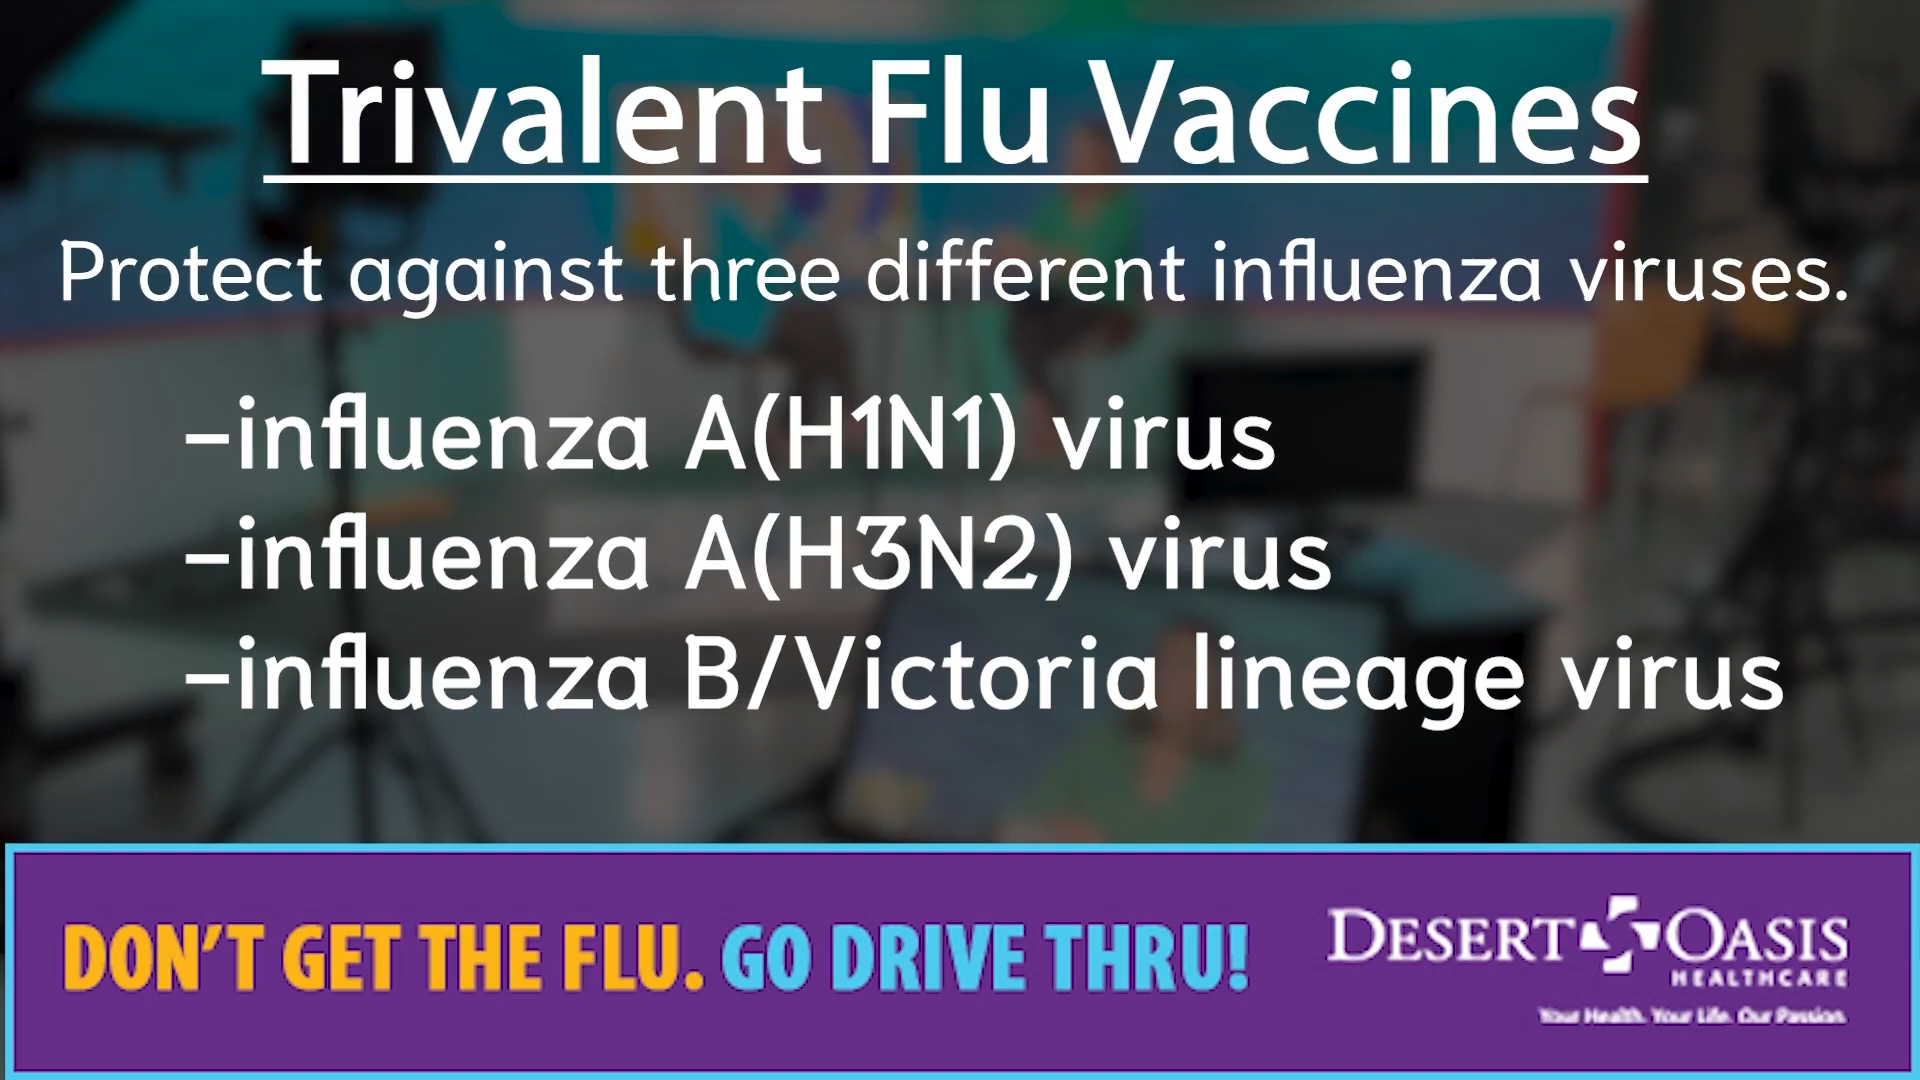 Trivalent Flu Vaccines
Protect against three different influenza viruses.
-influenza A(H1N1) virus
-influenza A(H3N2) virus
-influenza B/Victoria lineage virus
DON'T GET THE FLU. GO DRIVE THRU!
DESERT OASIS
HEALTHCARE
Your Health. Your Life. Our Passion.